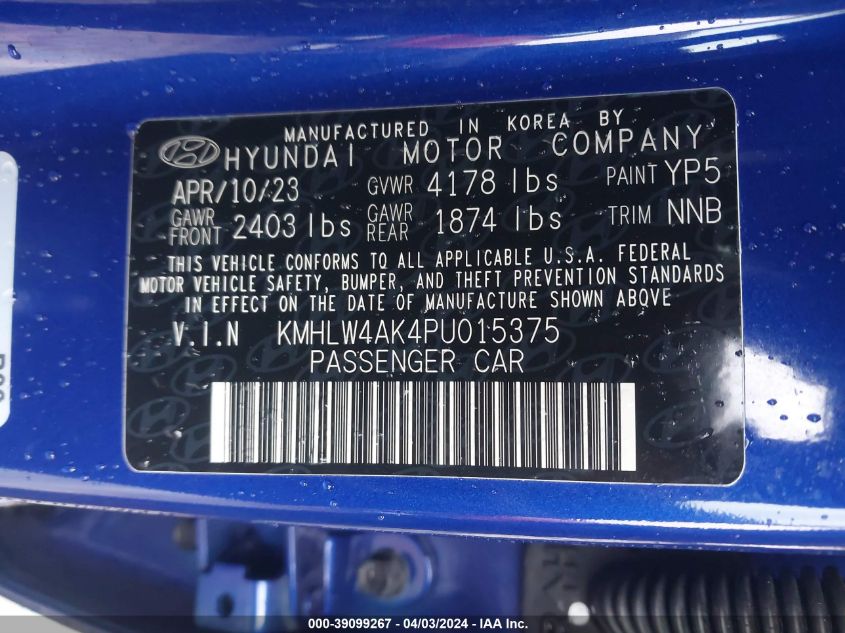 MANUFACTURED IN KOREA BY
HYUNDAI MOTOR COMPANY
APR/10/23 GVWR 4178 lbs PAINT YP5
GAWR FRONT 2403 lbs GAWR REAR 1874 lbs TRIM NNB
THIS VEHICLE CONFORMS TO ALL APPLICABLE U.S.A. FEDERAL
MOTOR VEHICLE SAFETY, BUMPER, AND THEFT PREVENTION STANDARDS
IN EFFECT ON THE DATE OF MANUFACTURE SHOWN ABOVE
V.I.N KMHLW4AK4PU015375
PASSENGER CAR
000-39099267 - 04/03/2024 - IAA Inc.